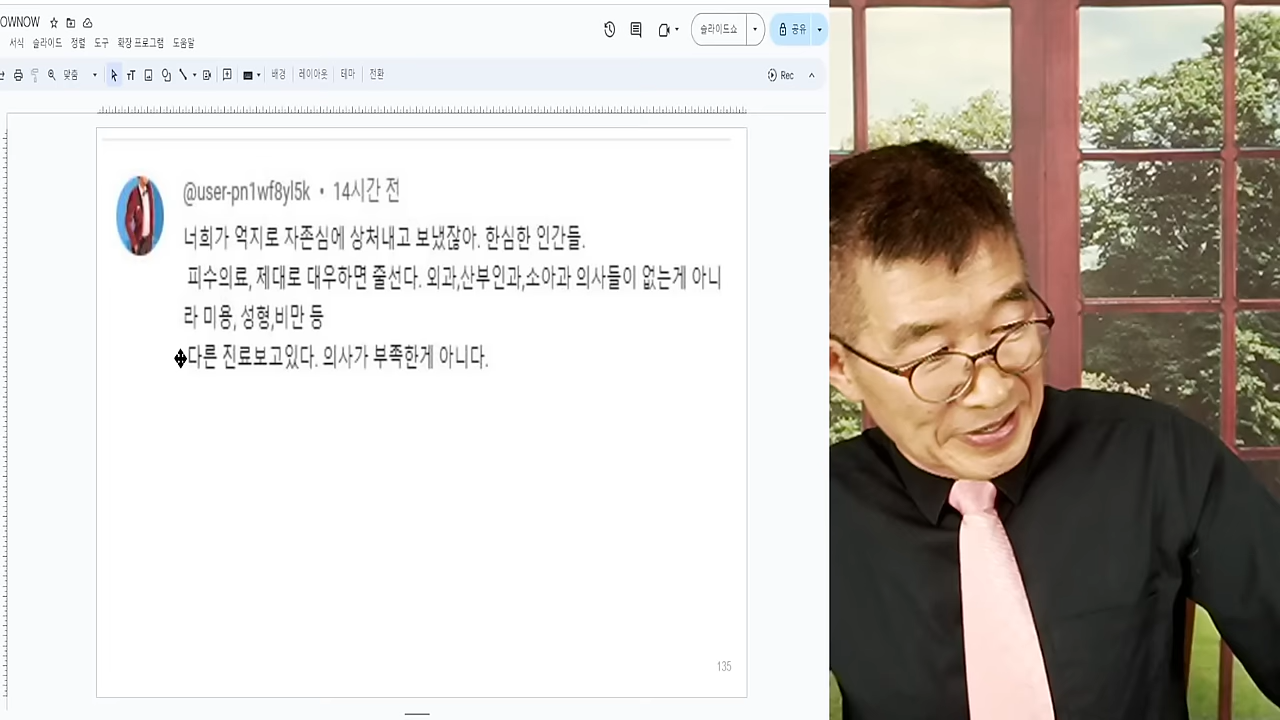 OWNOW
서식 슬라이드 정렬 도구 확장 프로그램 도움말
슬라이드쇼
공유
맞춤
배경 레이아웃 테마 전환
Rec
@user-pn1wf8yl5k • 14시간 전
너희가 억지로 자존심에 상처내고 보냈잖아. 한심한 인간들.
피수의료, 제대로 대우하면 줄선다. 외과,산부인과,소아과 의사들이 없는게 아니
라 미용, 성형,비만 등
다른 진료보고있다. 의사가 부족한게 아니다.
135